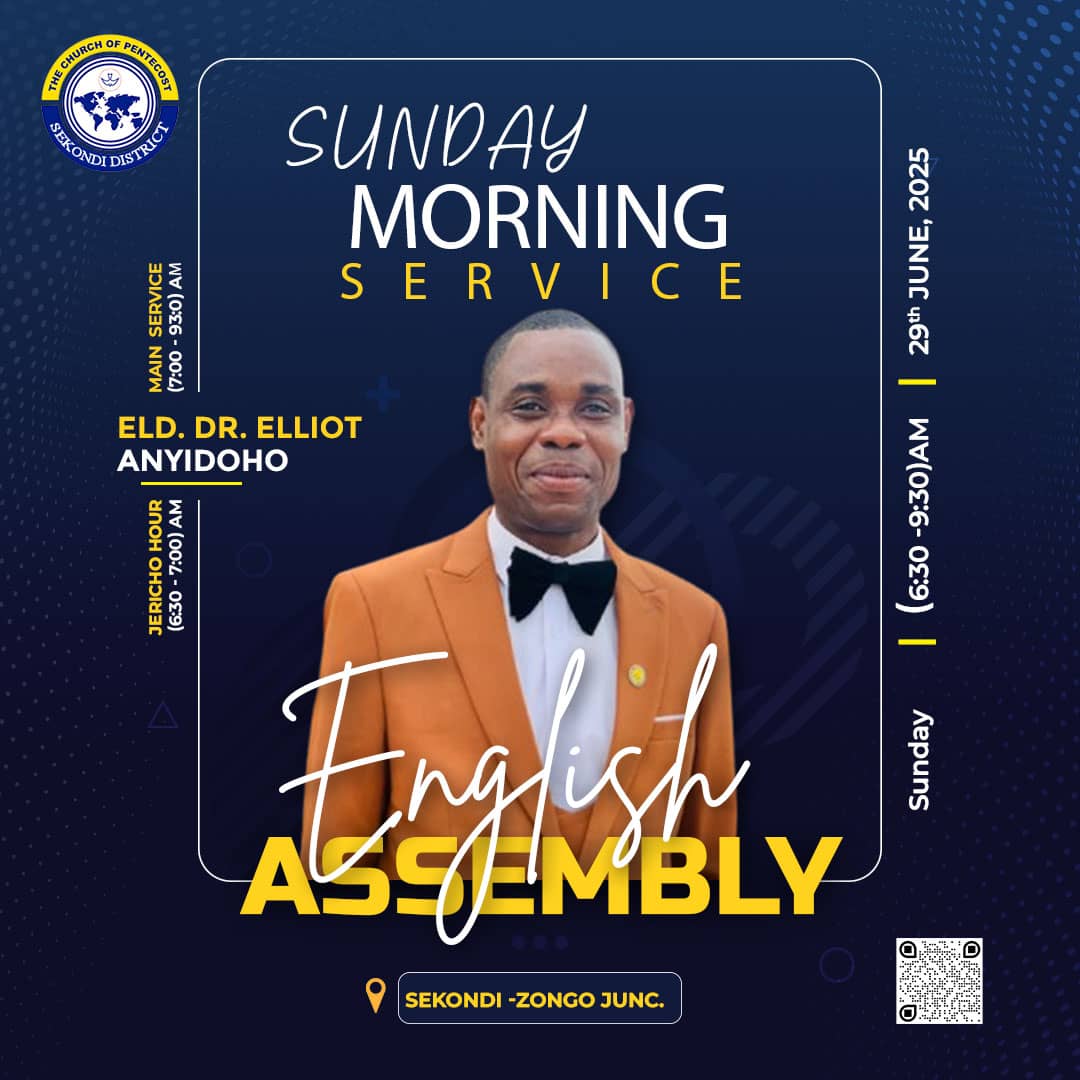 THE CHURCH OF PENTECOST
SEKONDI DISTRICT
SUNDAY
MORNING
SERVICE
MAIN SERVICE
(7:00 - 93:0) AM
ELD. DR. ELLIOT
ANYIDOHO
JERICHO HOUR
(6:30 - 7:00) AM
29th JUNE, 2025
(6:30 -9:30)AM
Sunday
English
ASSEMBLY
SEKONDI -ZONGO JUNC.